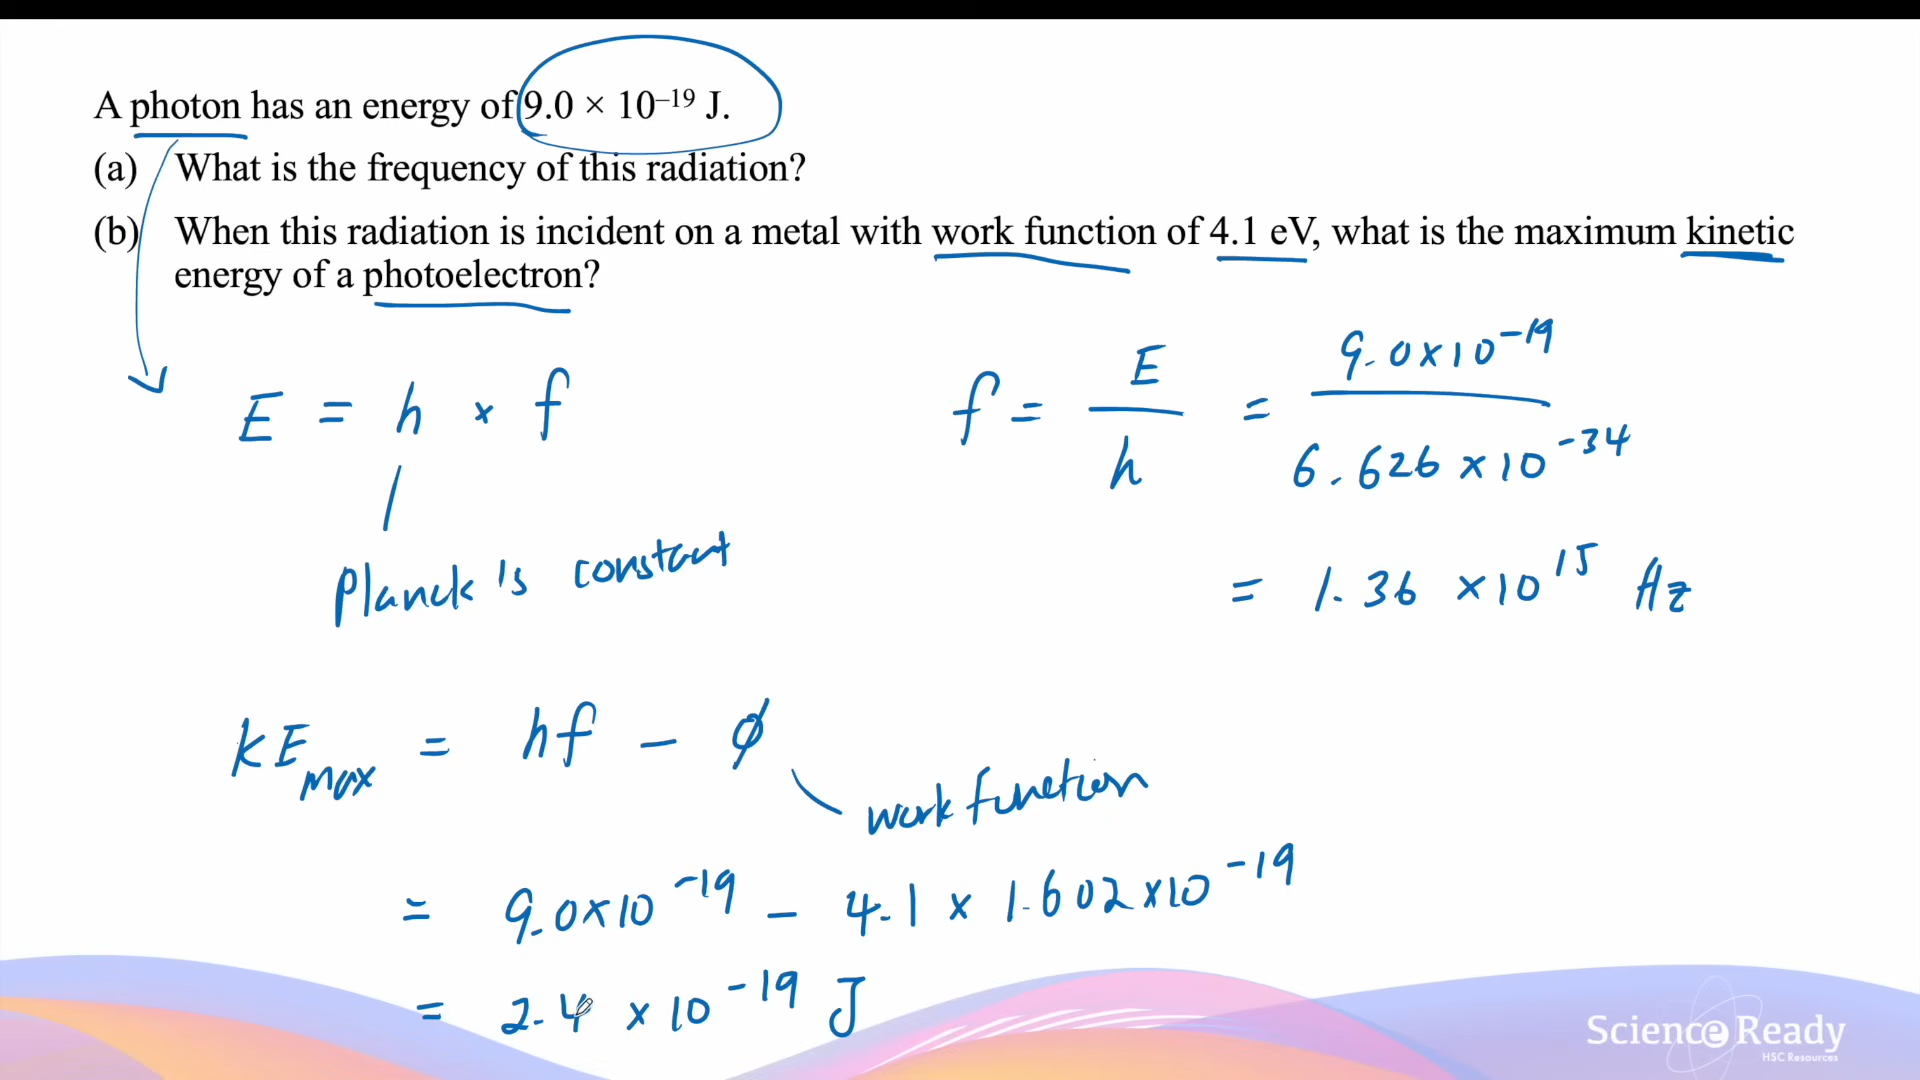 A photon has an energy of 9.0 × 10⁻¹⁹ J.
(a) What is the frequency of this radiation?
(b) When this radiation is incident on a metal with work function of 4.1 eV, what is the maximum kinetic
energy of a photoelectron?
E = h × f
Planck's constant
f = E/h = 9.0×10⁻¹⁹ / 6.626×10⁻³⁴
= 1.36 ×10¹⁵ Hz
KEmax = hf − ø
work function
= 9.0×10⁻¹⁹ − 4.1 × 1.602×10⁻¹⁹
= 2.4 ×10⁻¹⁹ J
Science Ready
HSC Resources